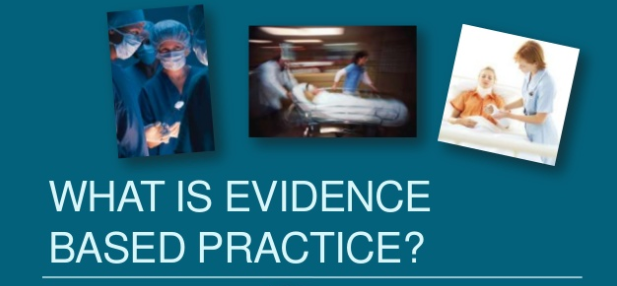 WHAT IS EVIDENCE
BASED PRACTICE?